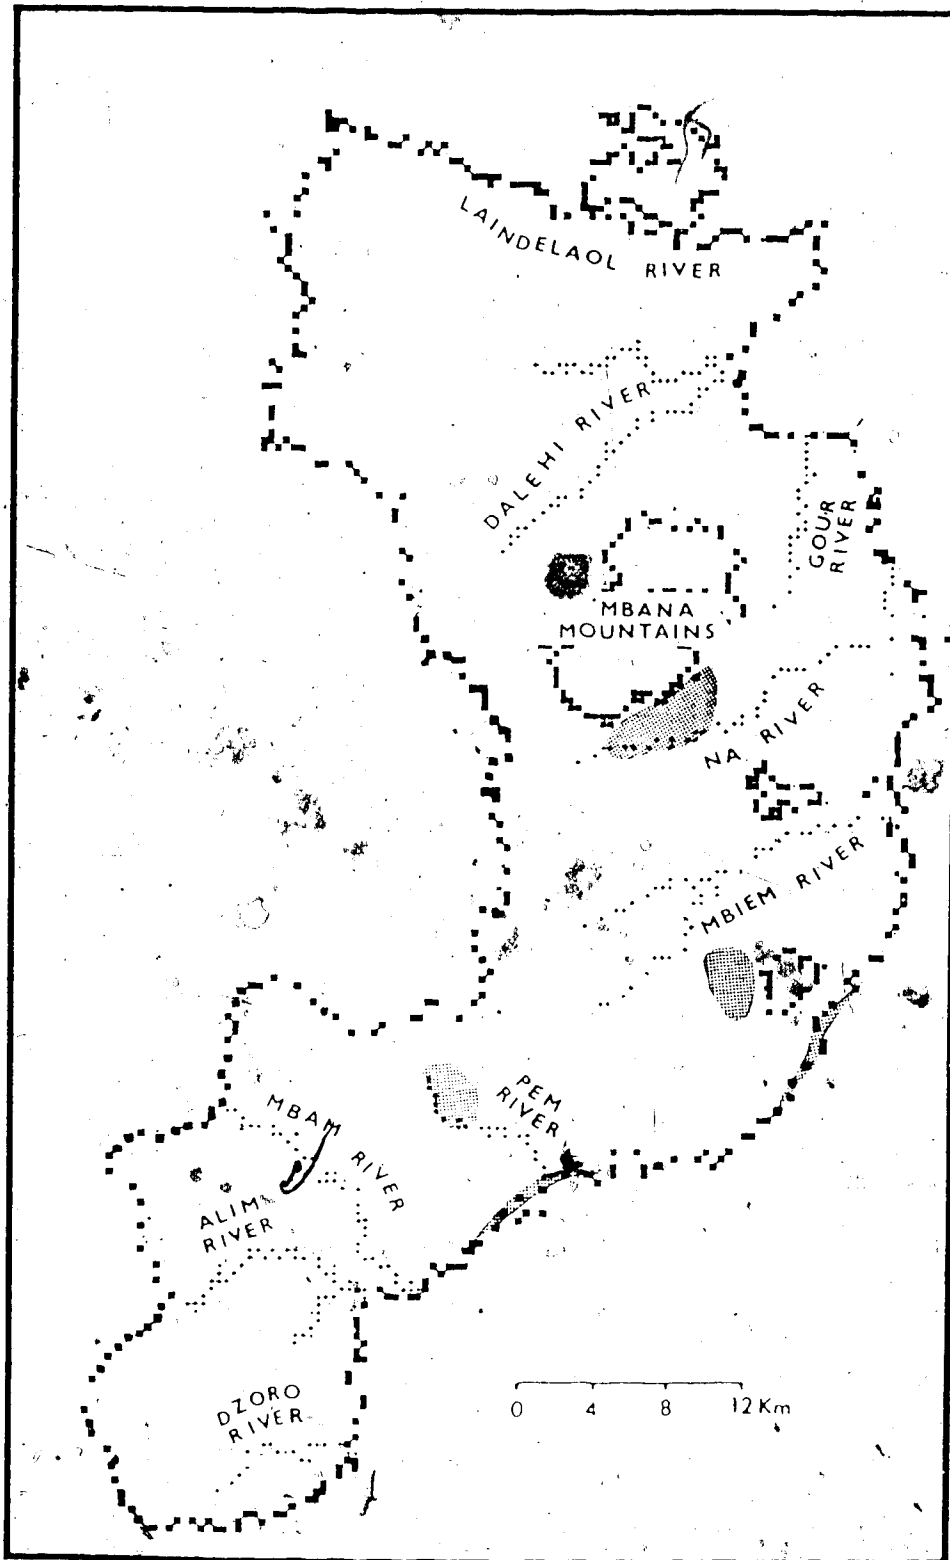 LAINDELAOL RIVER
DALEHI RIVER
GOUR
RIVER
MBANA
MOUNTAINS
NA RIVER
MBIEM RIVER
PEM
RIVER
MBAM RIVER
ALIM
RIVER
DZORO
RIVER
0 4 8 12 Km